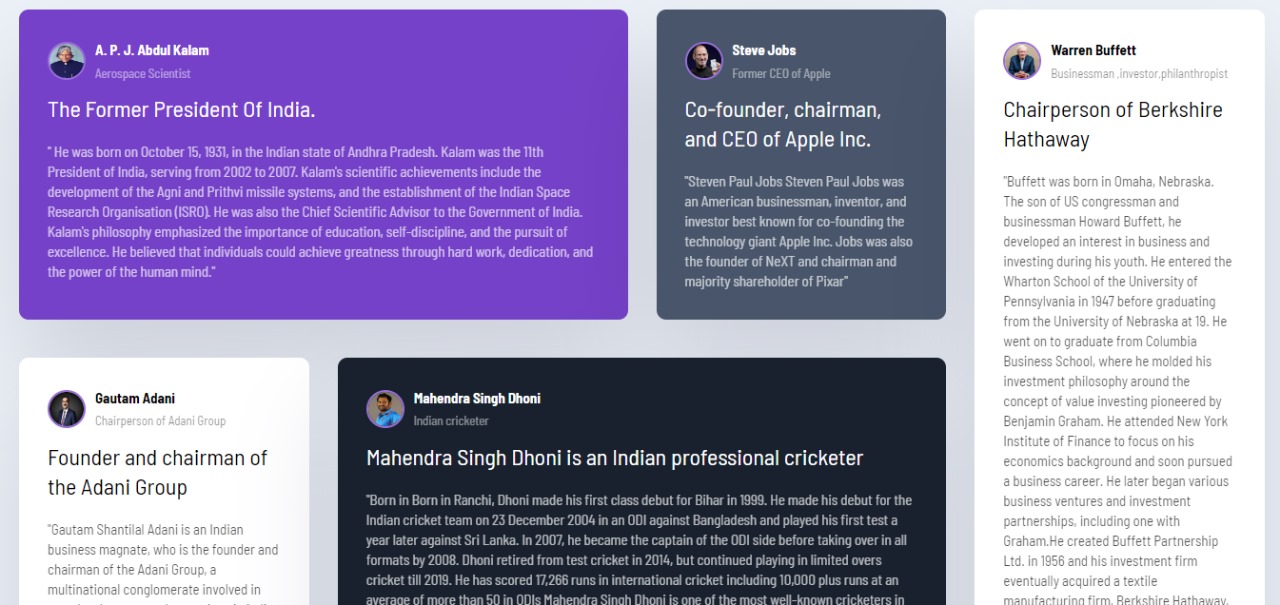 A. P. J. Abdul Kalam
Aerospace Scientist
The Former President Of India.
" He was born on October 15, 1931, in the Indian state of Andhra Pradesh. Kalam was the 11th
President of India, serving from 2002 to 2007. Kalam's scientific achievements include the
development of the Agni and Prithvi missile systems, and the establishment of the Indian Space
Research Organisation (ISRO). He was also the Chief Scientific Advisor to the Government of India.
Kalam's philosophy emphasized the importance of education, self-discipline, and the pursuit of
excellence. He believed that individuals could achieve greatness through hard work, dedication, and
the power of the human mind."
Steve Jobs
Former CEO of Apple
Co-founder, chairman,
and CEO of Apple Inc.
"Steven Paul Jobs Steven Paul Jobs was
an American businessman, inventor, and
investor best known for co-founding the
technology giant Apple Inc. Jobs was also
the founder of NeXT and chairman and
majority shareholder of Pixar"
Warren Buffett
Businessman ,investor,philanthropist
Chairperson of Berkshire
Hathaway
"Buffett was born in Omaha, Nebraska.
The son of US congressman and
businessman Howard Buffett, he
developed an interest in business and
investing during his youth. He entered the
Wharton School of the University of
Pennsylvania in 1947 before graduating
from the University of Nebraska at 19. He
went on to graduate from Columbia
Business School, where he molded his
investment philosophy around the
concept of value investing pioneered by
Benjamin Graham. He attended New York
Institute of Finance to focus on his
economics background and soon pursued
a business career. He later began various
business ventures and investment
partnerships, including one with
Graham.He created Buffett Partnership
Ltd. in 1956 and his investment firm
eventually acquired a textile
manufacturing firm, Berkshire Hathaway,
Gautam Adani
Chairperson of Adani Group
Founder and chairman of
the Adani Group
"Gautam Shantilal Adani is an Indian
business magnate, who is the founder and
chairman of the Adani Group, a
multinational conglomerate involved in
Mahendra Singh Dhoni
Indian cricketer
Mahendra Singh Dhoni is an Indian professional cricketer
"Born in Born in Ranchi, Dhoni made his first class debut for Bihar in 1999. He made his debut for the
Indian cricket team on 23 December 2004 in an ODI against Bangladesh and played his first test a
year later against Sri Lanka. In 2007, he became the captain of the ODI side before taking over in all
formats by 2008. Dhoni retired from test cricket in 2014, but continued playing in limited overs
cricket till 2019. He has scored 17,266 runs in international cricket including 10,000 plus runs at an
average of more than 50 in ODIs Mahendra Singh Dhoni is one of the most well-known cricketers in